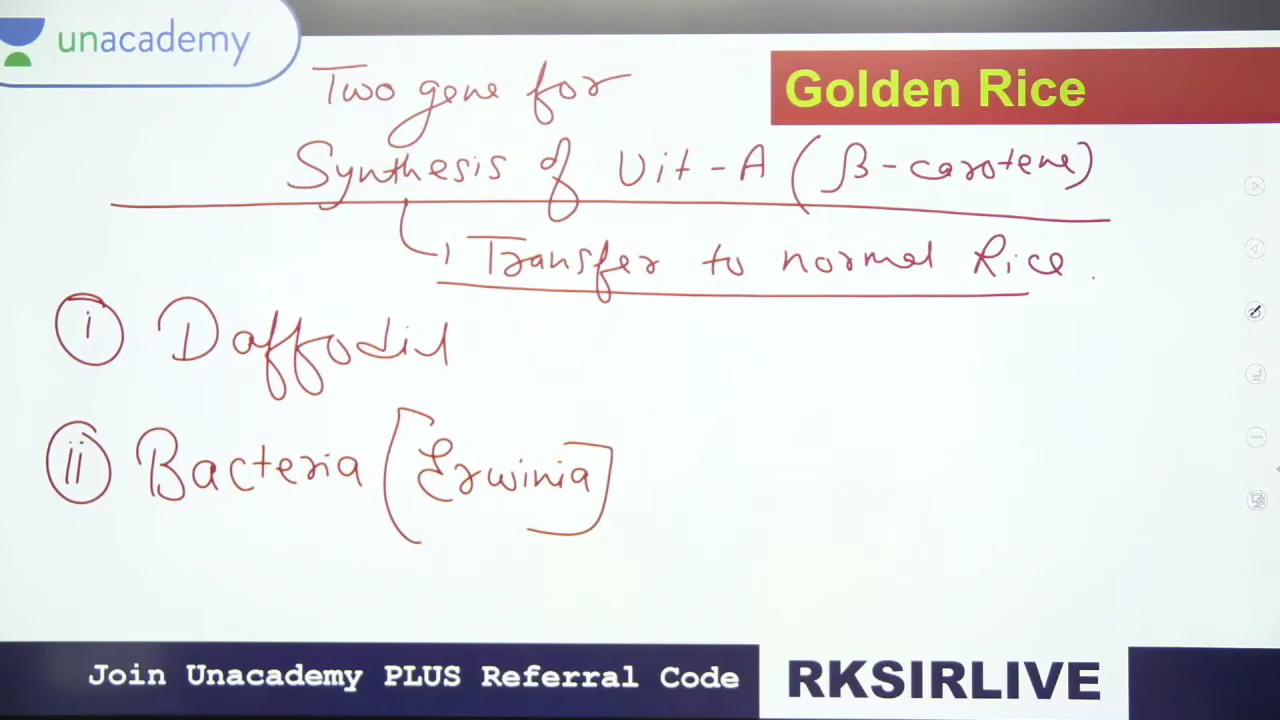 unacademy
Golden Rice
Two gene for
Synthesis of Vit-A (β-carotene)
Transfer to normal Rice.
i Daffodil
ii Bacteria [Erwinia]
Join Unacademy PLUS Referral Code
RKSIRLIVE